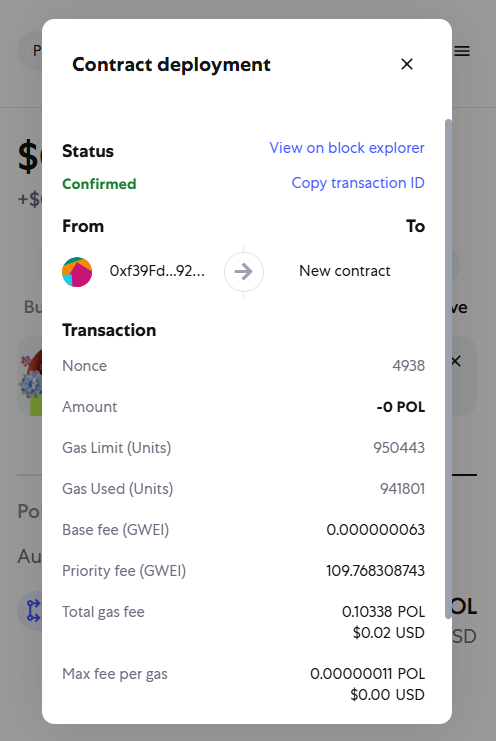 Contract deployment
Status
View on block explorer
Confirmed
Copy transaction ID
From
To
0xf39Fd...92...
New contract
Transaction
Nonce
4938
Amount
-0 POL
Gas Limit (Units)
950443
Gas Used (Units)
941801
Base fee (GWEI)
0.000000063
Priority fee (GWEI)
109.768308743
Total gas fee
0.10338 POL
$0.02 USD
Max fee per gas
0.00000011 POL
$0.00 USD